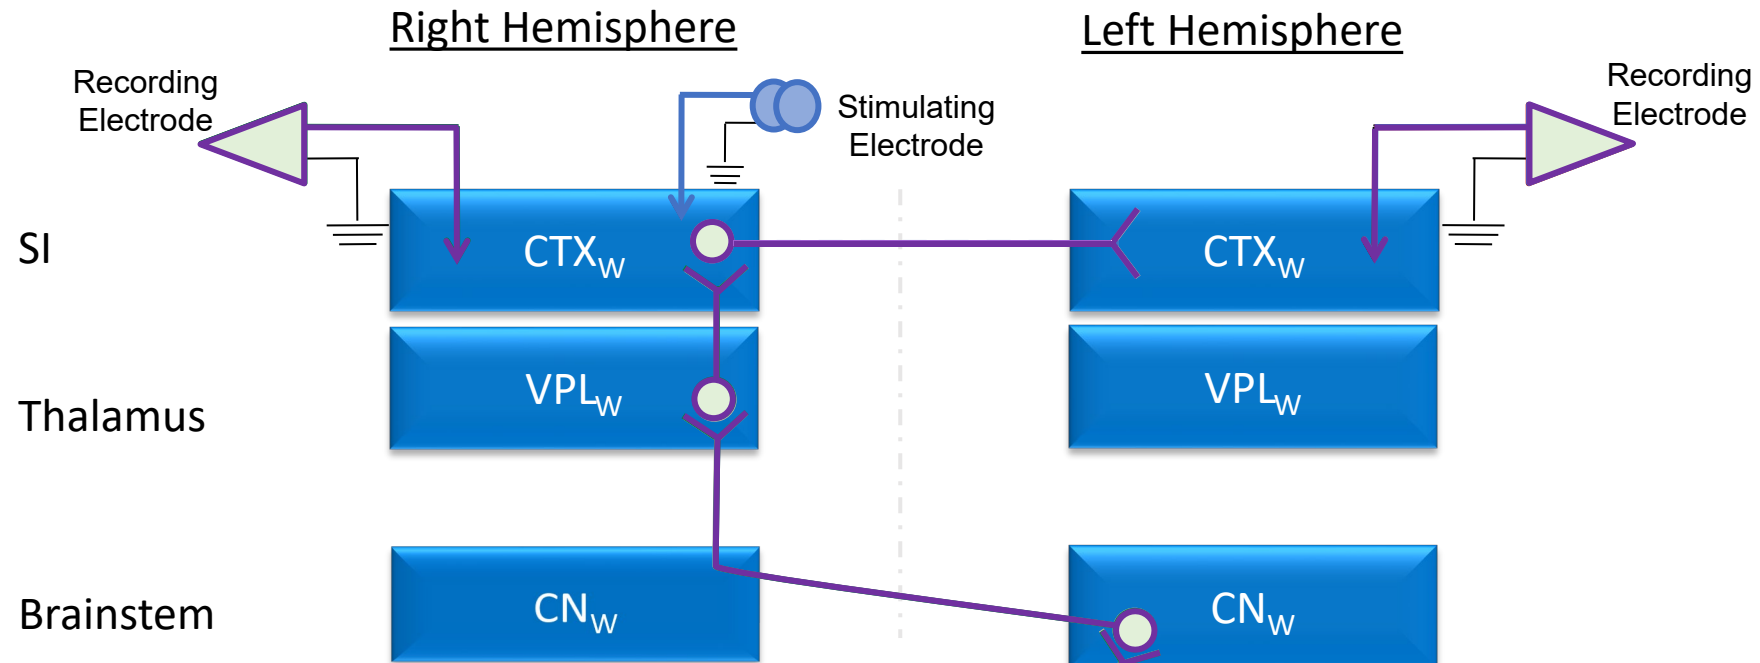 Right Hemisphere
Left Hemisphere
Recording
Electrode
Stimulating
Electrode
Recording
Electrode
SI
CTXW
CTXW
Thalamus
VPLW
VPLW
Brainstem
CNW
CNW